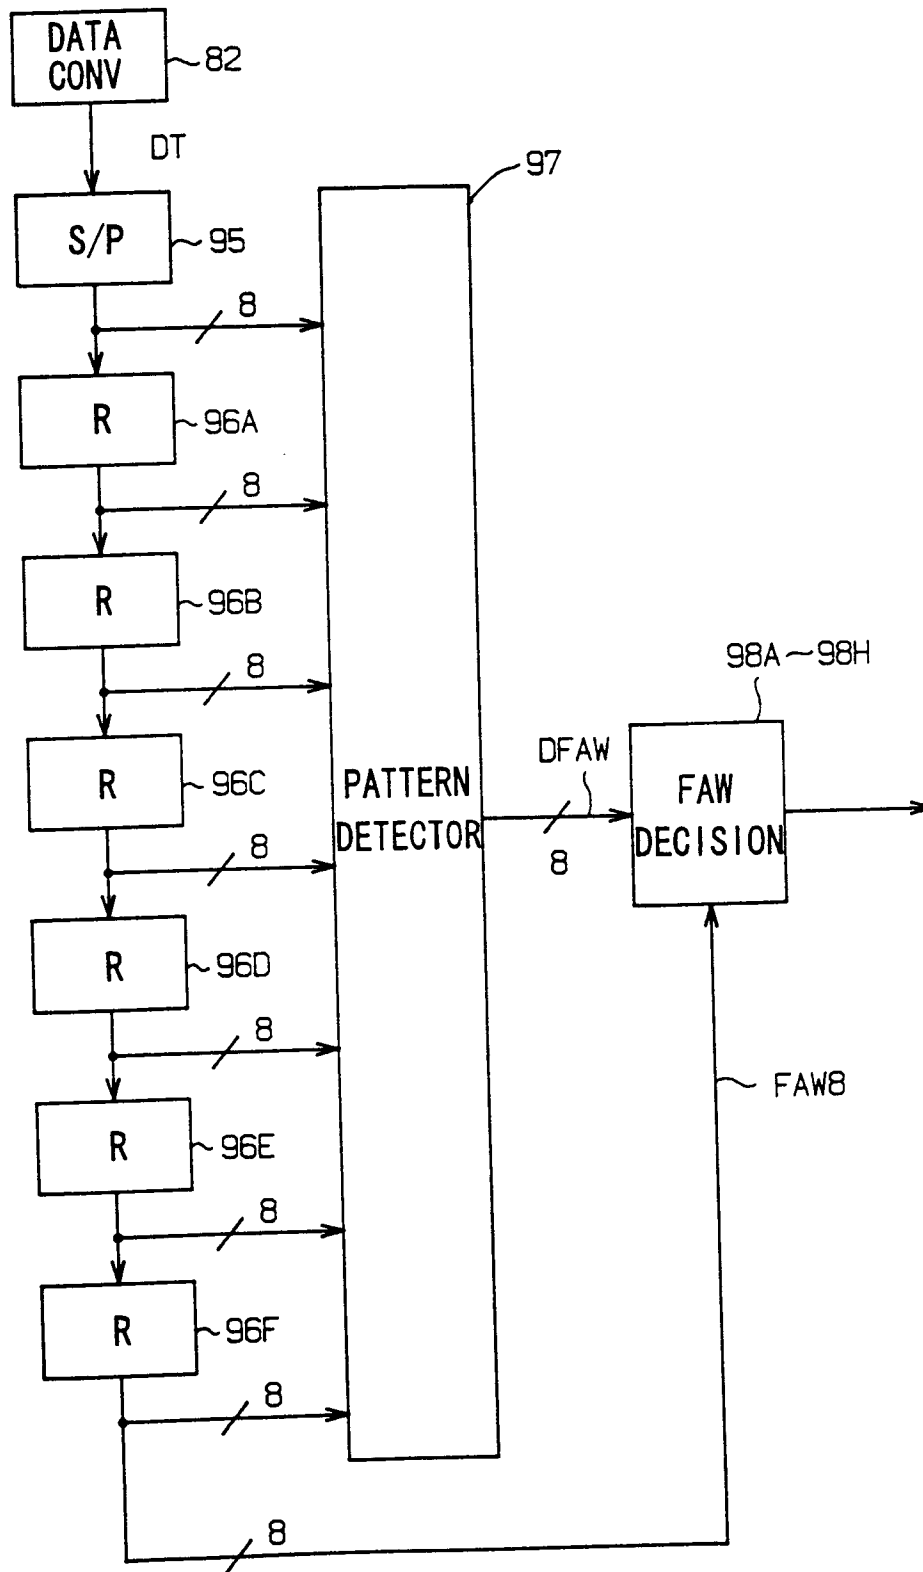 DATA
CONV
82
DT
97
S/P
95
8
R
96A
8
R
96B
8
98A~98H
R
96C
PATTERN
DETECTOR
DFAW
8
FAW
DECISION
8
R
96D
8
FAW8
R
96E
8
R
96F
8
8